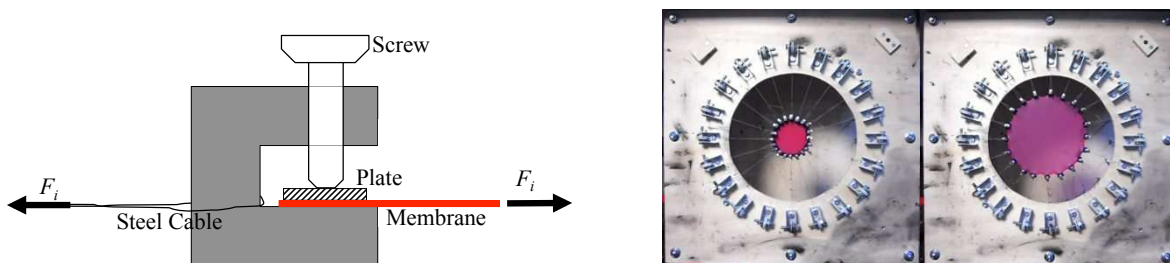 Screw
Plate
F_i
F_i
Steel Cable
Membrane